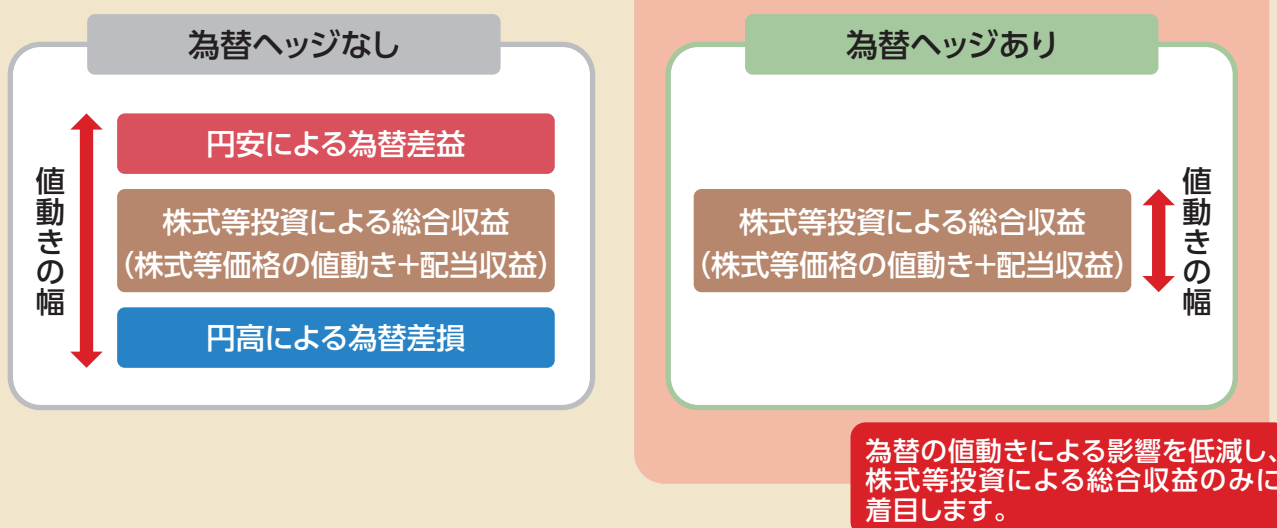 為替ヘッジなし
値動きの幅
円安による為替差益
株式等投資による総合収益
(株式等価格の値動き+配当収益)
円高による為替差損
為替ヘッジあり
株式等投資による総合収益
(株式等価格の値動き+配当収益)
値動きの幅
為替の値動きによる影響を低減し、
株式等投資による総合収益のみに
着目します。